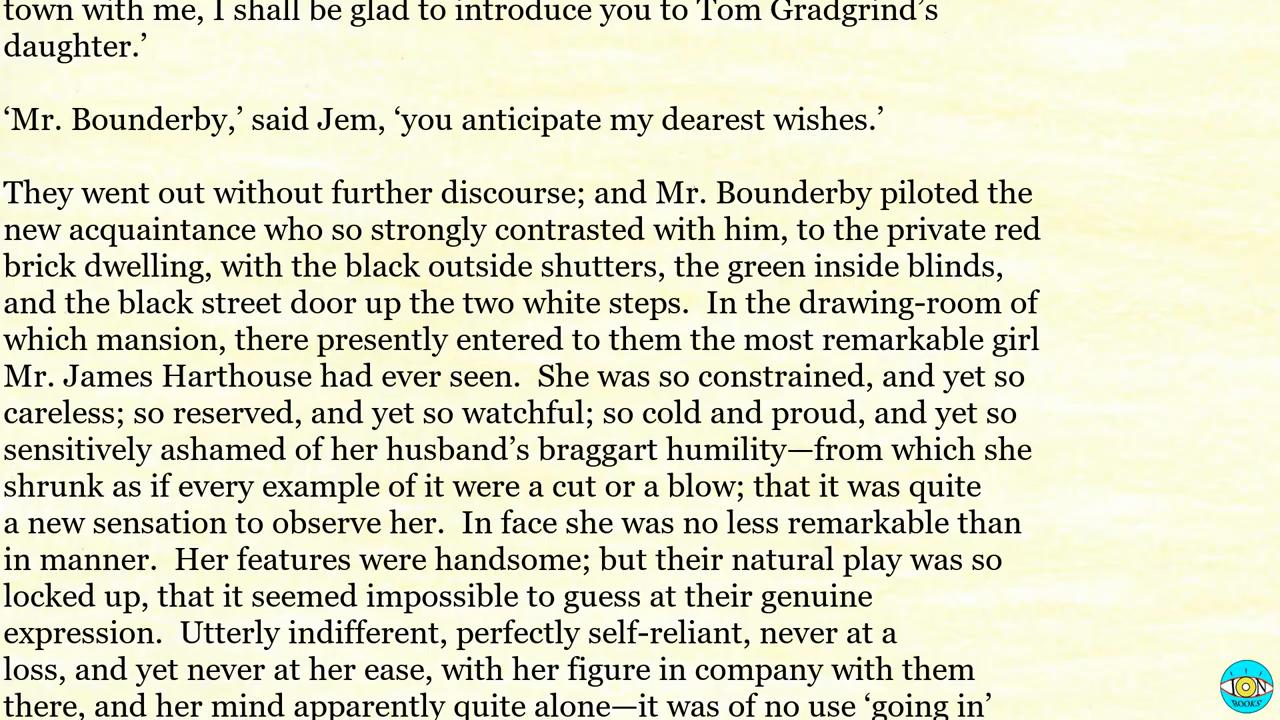 town with me, I shall be glad to introduce you to Tom Gradgrind’s
daughter.’
‘Mr. Bounderby,’ said Jem, ‘you anticipate my dearest wishes.’
They went out without further discourse; and Mr. Bounderby piloted the
new acquaintance who so strongly contrasted with him, to the private red
brick dwelling, with the black outside shutters, the green inside blinds,
and the black street door up the two white steps.  In the drawing-room of
which mansion, there presently entered to them the most remarkable girl
Mr. James Harthouse had ever seen.  She was so constrained, and yet so
careless; so reserved, and yet so watchful; so cold and proud, and yet so
sensitively ashamed of her husband’s braggart humility—from which she
shrunk as if every example of it were a cut or a blow; that it was quite
a new sensation to observe her.  In face she was no less remarkable than
in manner.  Her features were handsome; but their natural play was so
locked up, that it seemed impossible to guess at their genuine
expression.  Utterly indifferent, perfectly self-reliant, never at a
loss, and yet never at her ease, with her figure in company with them
there, and her mind apparently quite alone—it was of no use ‘going in’
ION
BOOKS